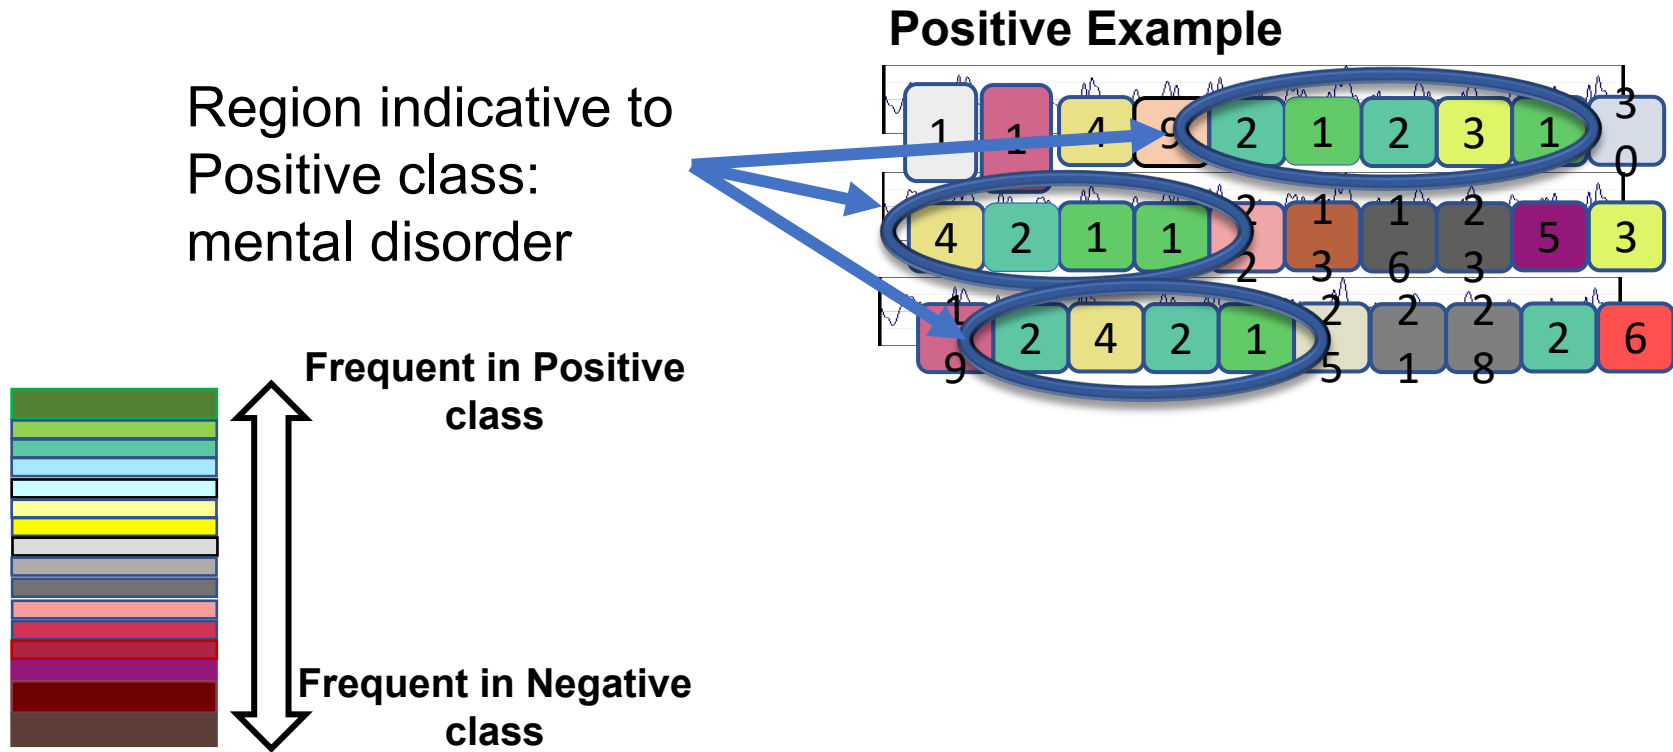 Positive Example
Region indicative to
Positive class:
mental disorder
1 1 4 9 2 1 2 3 1 30
4 2 1 1 22 13 16 23 5 3
19 2 4 2 1 25 21 28 2 6
Frequent in Positive
class
Frequent in Negative
class